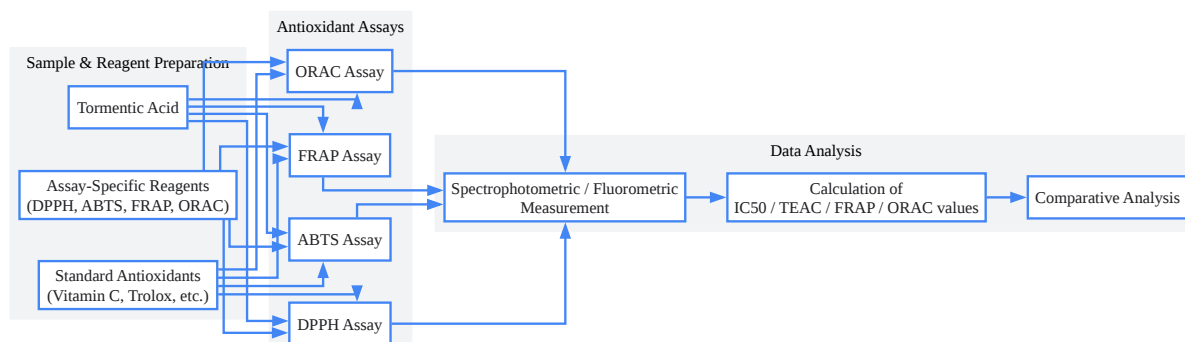 Antioxidant Assays
Sample & Reagent Preparation
ORAC Assay
Tormentic Acid
FRAP Assay
Data Analysis
Assay-Specific Reagents
(DPPH, ABTS, FRAP, ORAC)
Spectrophotometric / Fluorometric
Measurement
Calculation of
IC50 / TEAC / FRAP / ORAC values
Comparative Analysis
ABTS Assay
Standard Antioxidants
(Vitamin C, Trolox, etc.)
DPPH Assay